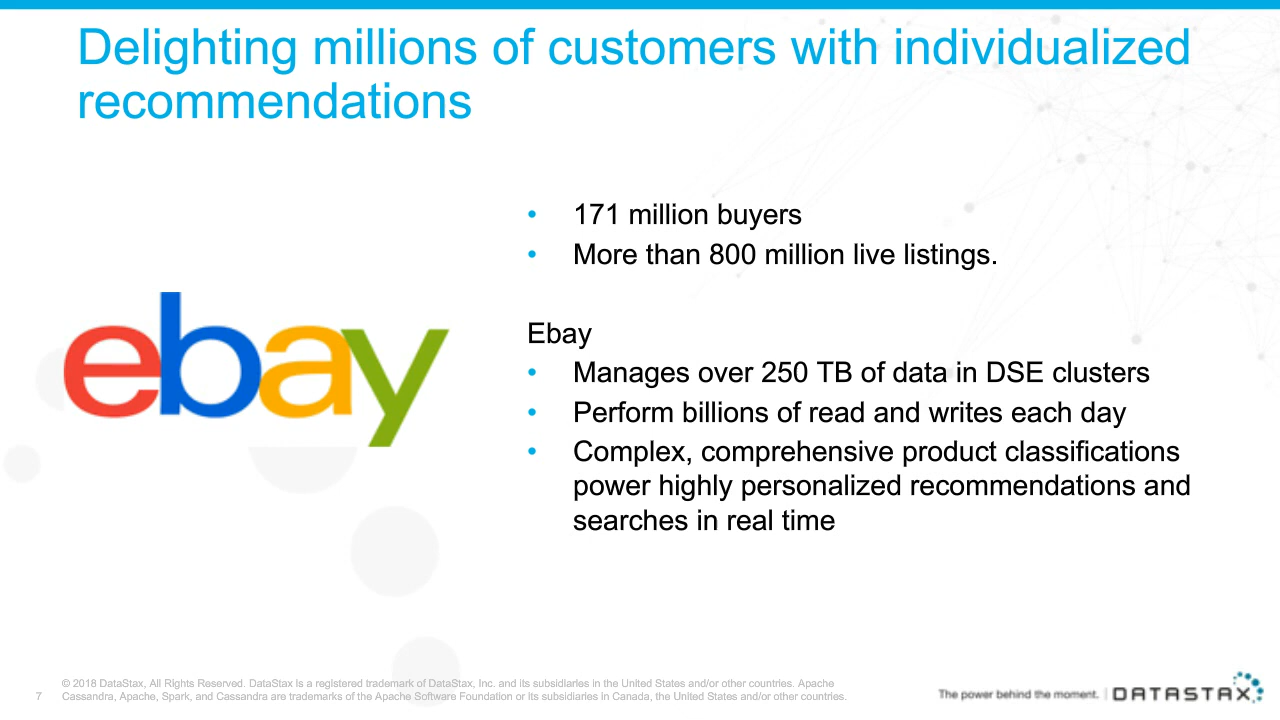 Delighting millions of customers with individualized
recommendations
• 171 million buyers
• More than 800 million live listings.
ebay
Ebay
• Manages over 250 TB of data in DSE clusters
• Perform billions of read and writes each day
• Complex, comprehensive product classifications
power highly personalized recommendations and
searches in real time
7
© 2018 DataStax, All Rights Reserved. DataStax is a registered trademark of DataStax, Inc. and its subsidiaries in the United States and/or other countries. Apache
Cassandra, Apache, Spark, and Cassandra are trademarks of the Apache Software Foundation or its subsidiaries in Canada, the United States and/or other countries.
The power behind the moment. | DATASTAX